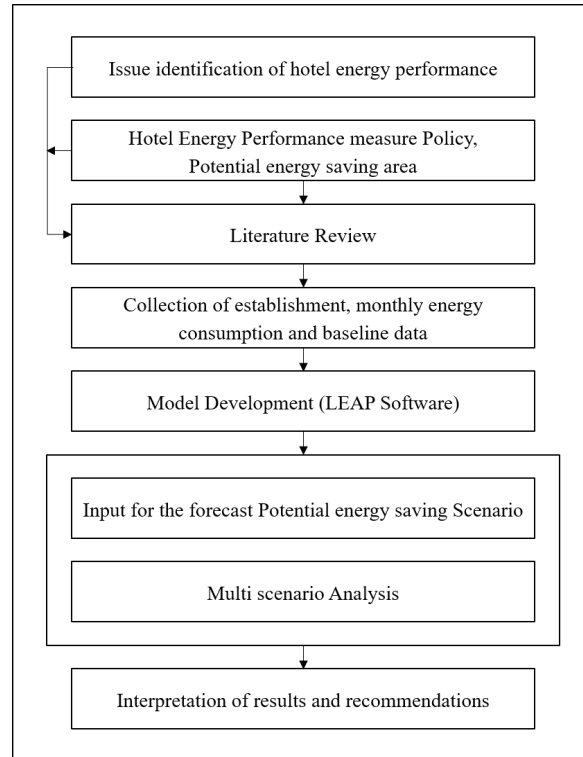 Issue identification of hotel energy performance
Hotel Energy Performance measure Policy,
Potential energy saving area
Literature Review
Collection of establishment, monthly energy
consumption and baseline data
Model Development (LEAP Software)
Input for the forecast Potential energy saving Scenario
Multi scenario Analysis
Interpretation of results and recommendations